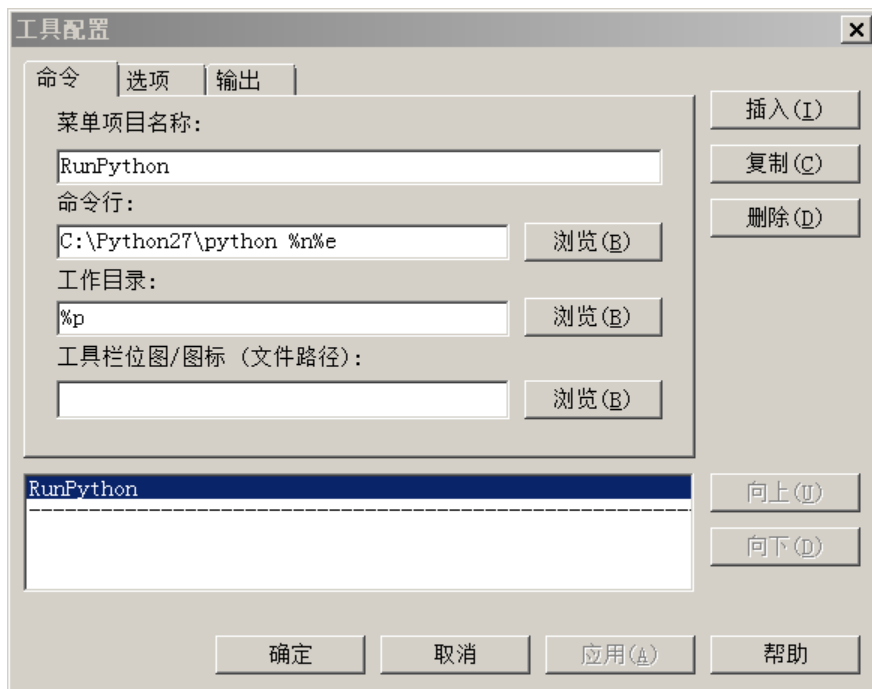 工具配置
命令 选项 输出
菜单项目名称:
RunPython
命令行:
C:\Python27\python %n%e
浏览(B)
工作目录:
%p
浏览(B)
工具栏位图/图标 (文件路径):
浏览(B)
插入(I)
复制(C)
删除(D)
RunPython
向上(U)
向下(D)
确定 取消 应用(A) 帮助